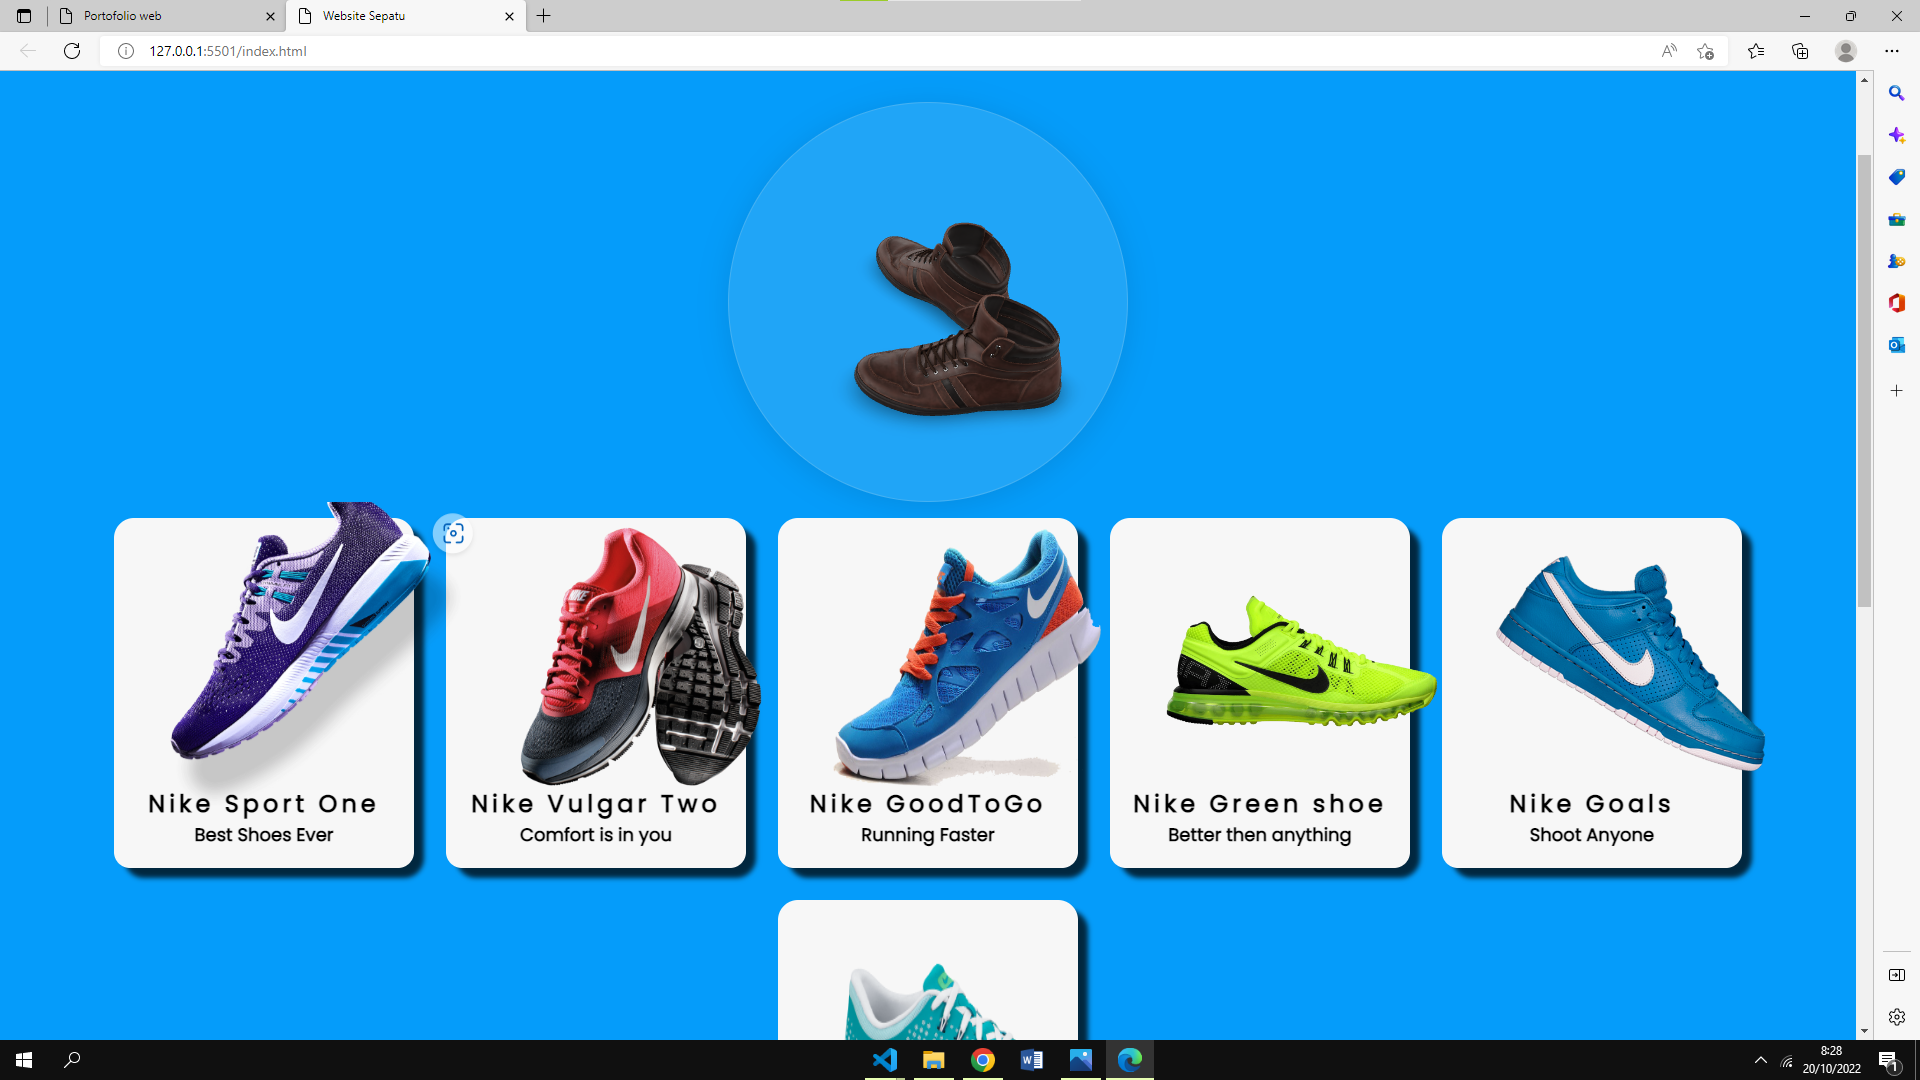 Portofolio web
Website Sepatu
127.0.0.1:5501/index.html
NIKE
Nike Sport One
Best Shoes Ever
Nike Vulgar Two
Comfort is in you
Nike GoodToGo
Running Faster
Nike Green shoe
Better then anything
Nike Goals
Shoot Anyone
8:28
20/10/2022
1